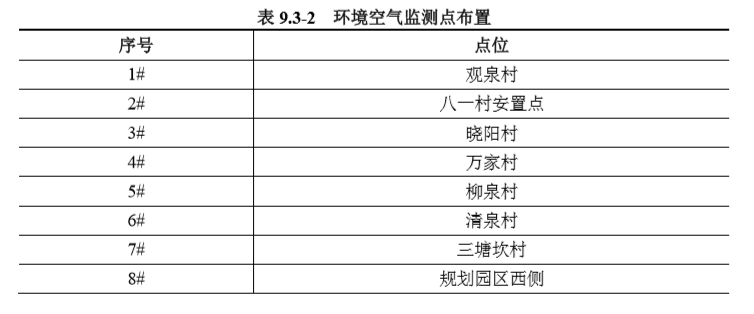 表 9.3-2 环境空气监测点布置
序号 点位
1# 观泉村
2# 八一村安置点
3# 晓阳村
4# 万家村
5# 柳泉村
6# 清泉村
7# 三塘坎村
8# 规划园区西侧